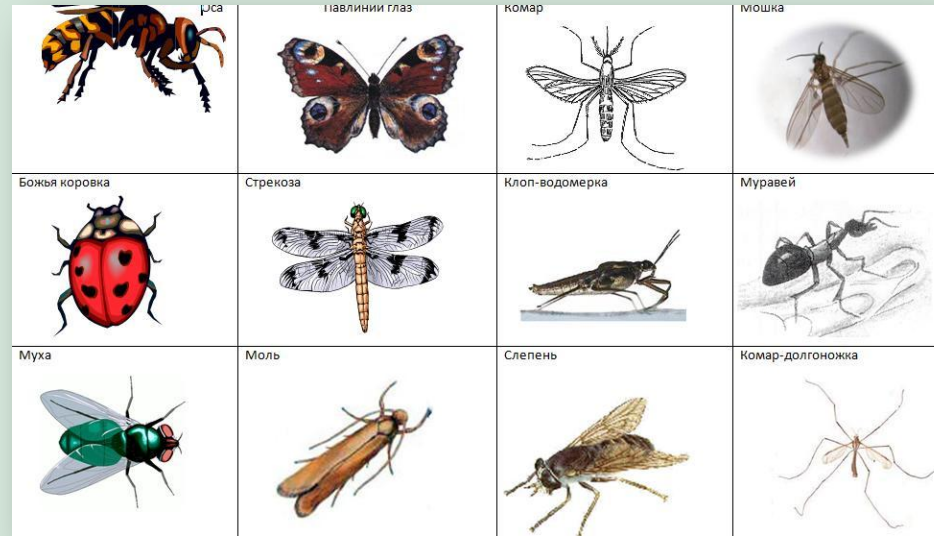 Оса
Павлиний глаз
Комар
Мошка
Божья коровка
Стрекоза
Клоп-водомерка
Муравей
Муха
Моль
Слепень
Комар-долгоножка